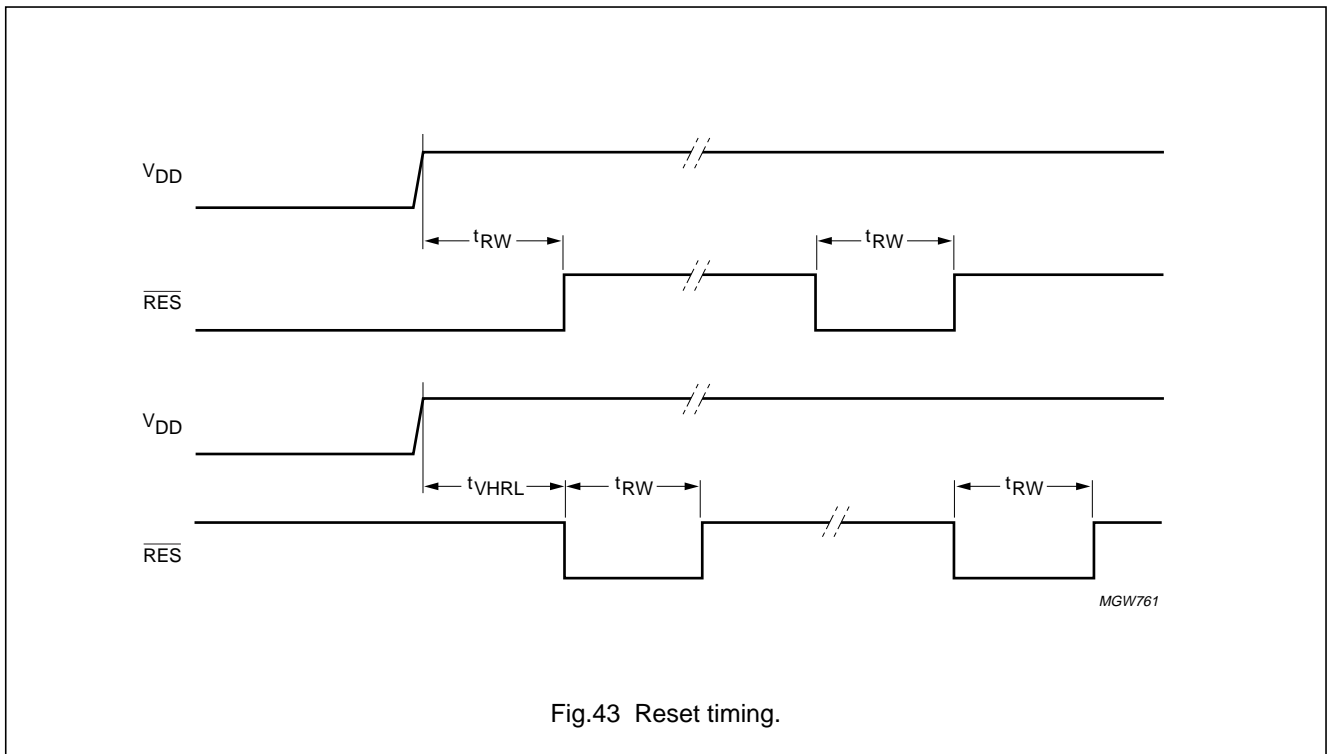 VDD
tRW tRW
RES
VDD
tVHRL tRW tRW
RES
MGW761
Fig.43 Reset timing.